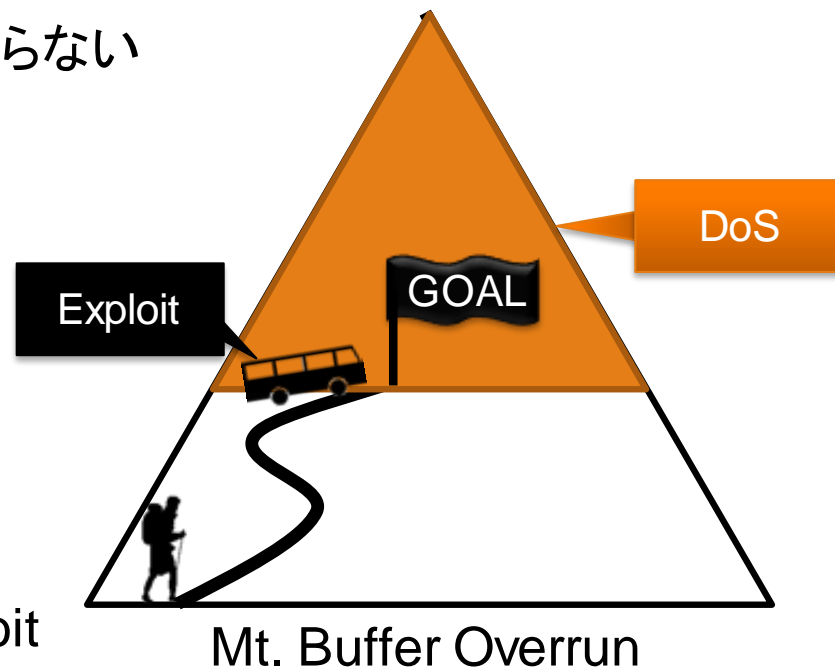 らない
DoS
GOAL
Exploit
Mt. Buffer Overrun